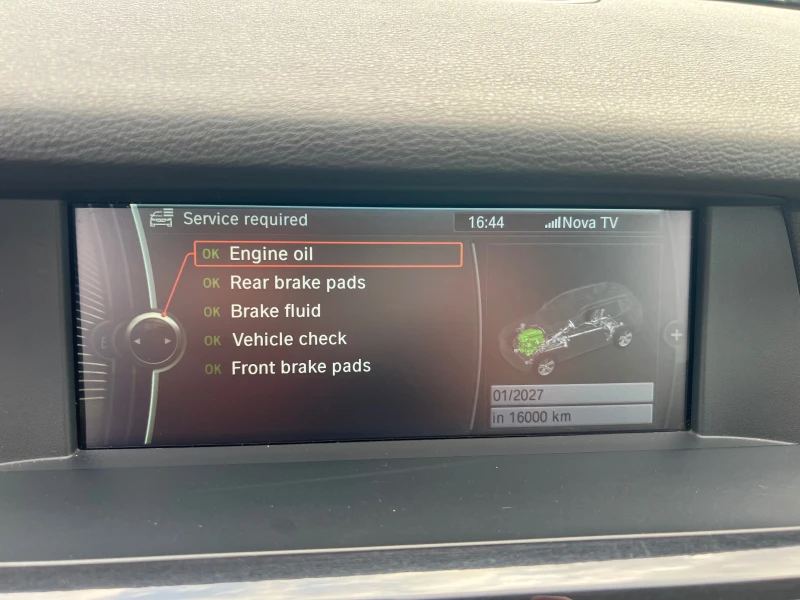 Service required
16:44
Nova TV
OK Engine oil
OK Rear brake pads
OK Brake fluid
OK Vehicle check
OK Front brake pads
+
01/2027
in 16000 km